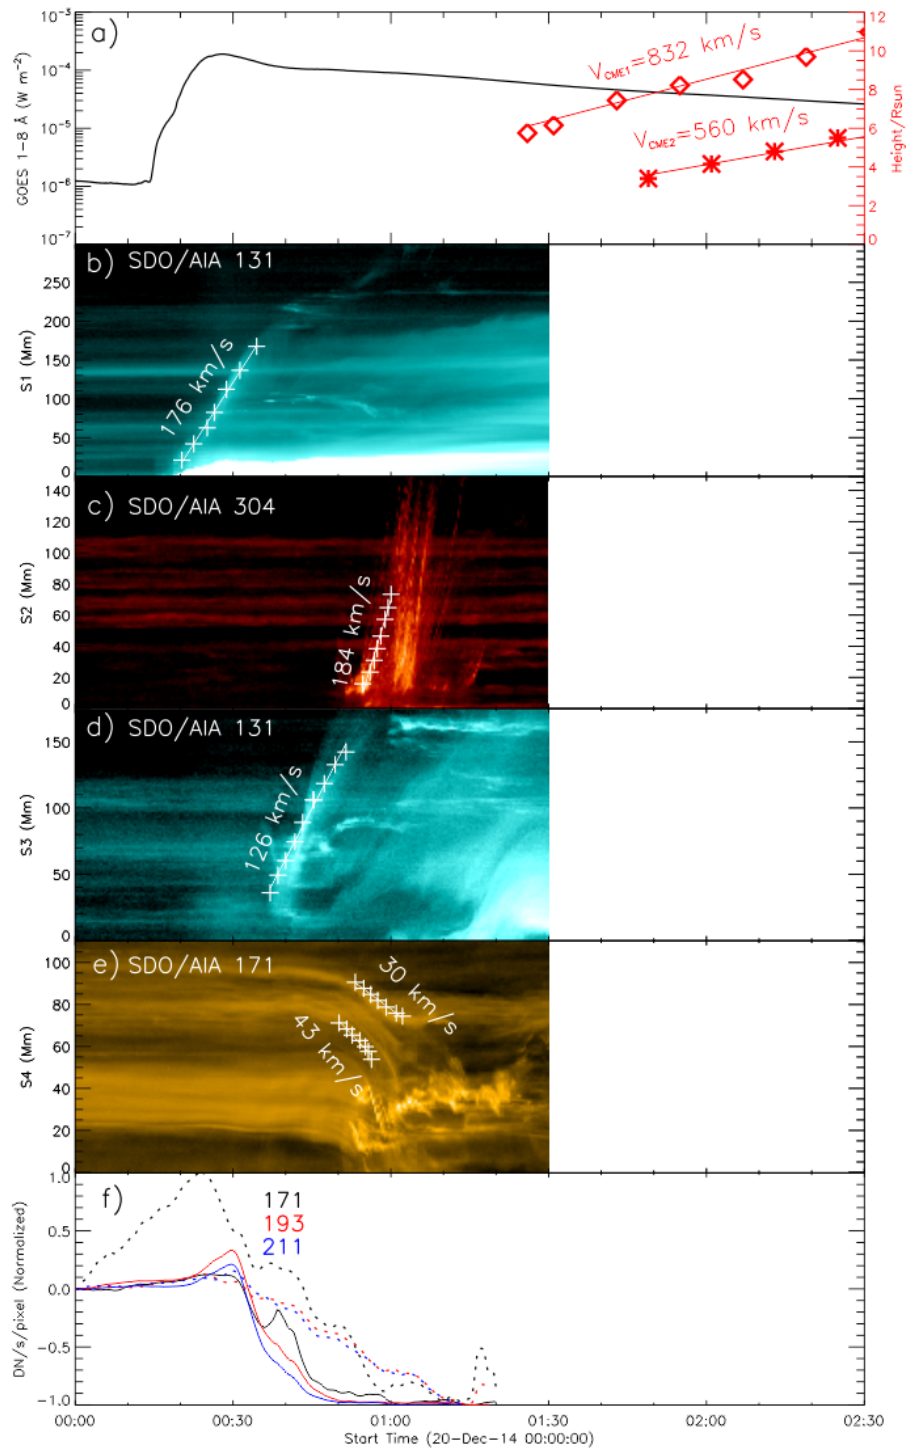 a)
GOES 1-8 Å (W m⁻²)
10⁻³
10⁻⁴
10⁻⁵
10⁻⁶
10⁻⁷
V_CME1=832 km/s
V_CME2=560 km/s
12
10
8
6
4
2
0
Height/Rsun
b) SDO/AIA 131
S1 (Mm)
250
200
150
100
50
0
176 km/s
c) SDO/AIA 304
S2 (Mm)
140
120
100
80
60
40
20
0
184 km/s
d) SDO/AIA 131
S3 (Mm)
150
100
50
0
126 km/s
e) SDO/AIA 171
S4 (Mm)
100
80
60
40
20
0
30 km/s
43 km/s
f)
DN/s/pixel (Normalized)
1.0
0.5
0.0
-0.5
-1.0
171
193
211
00:00 00:30 01:00 01:30 02:00 02:30
Start Time (20-Dec-14 00:00:00)